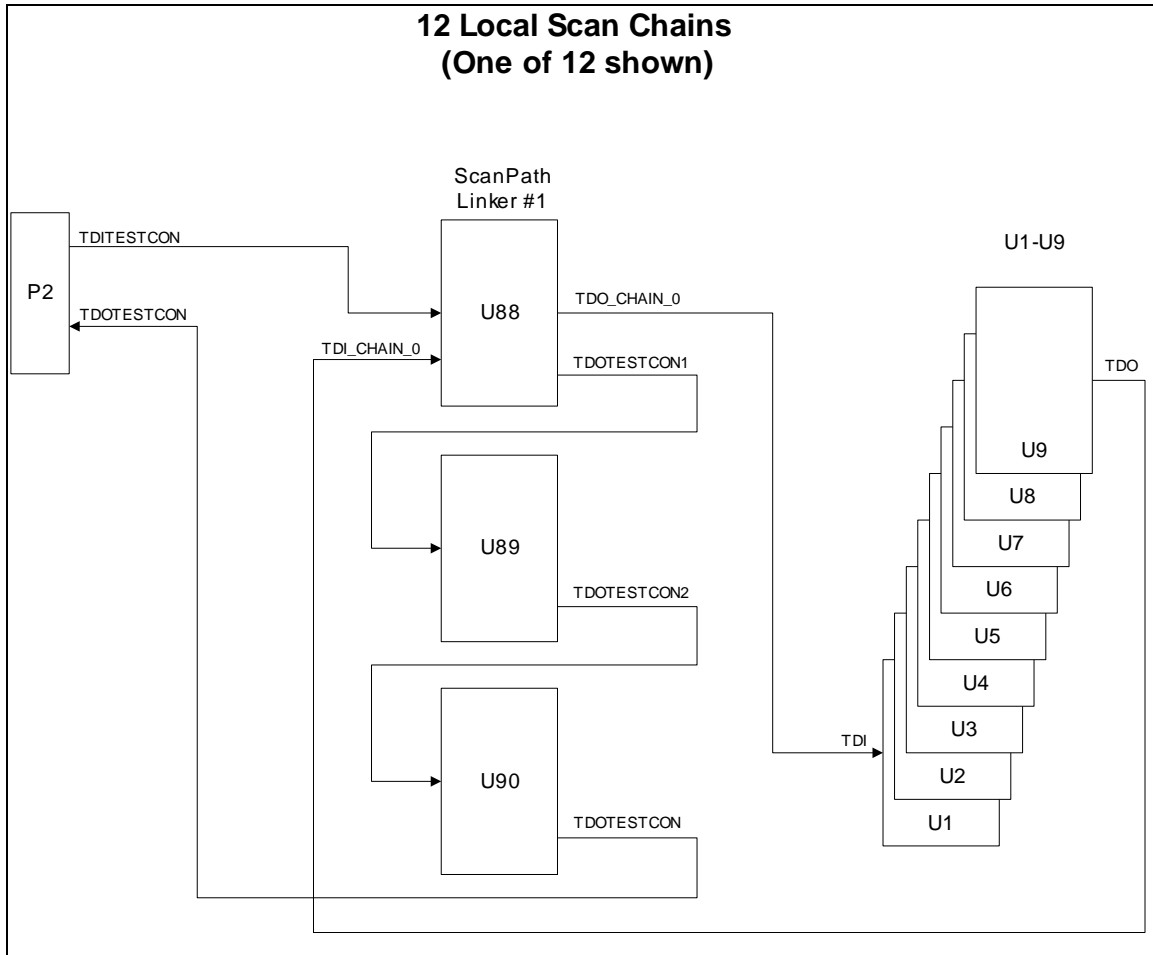 12 Local Scan Chains
(One of 12 shown)
ScanPath
Linker #1
U1-U9
P2
TDITESTCON
TDOTESTCON
U88
TDO_CHAIN_0
TDI_CHAIN_0
TDOTESTCON1
TDO
U9
U8
U7
U6
U5
U4
U3
U2
U1
TDI
U89
TDOTESTCON2
U90
TDOTESTCON